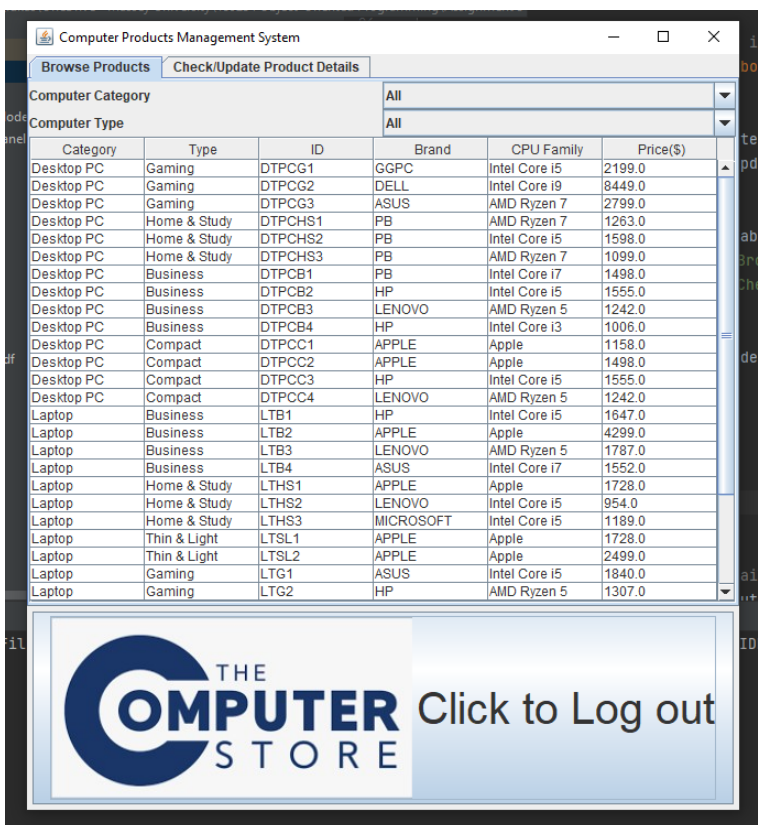 Computer Products Management System
Browse Products Check/Update Product Details
Computer Category All
Computer Type All
Category Type ID Brand CPU Family Price($)
Desktop PC Gaming DTPCG1 GGPC Intel Core i5 2199.0
Desktop PC Gaming DTPCG2 DELL Intel Core i9 8449.0
Desktop PC Gaming DTPCG3 ASUS AMD Ryzen 7 2799.0
Desktop PC Home & Study DTPCHS1 PB AMD Ryzen 7 1263.0
Desktop PC Home & Study DTPCHS2 PB Intel Core i5 1598.0
Desktop PC Home & Study DTPCHS3 PB AMD Ryzen 7 1099.0
Desktop PC Business DTPCB1 PB Intel Core i7 1498.0
Desktop PC Business DTPCB2 HP Intel Core i5 1555.0
Desktop PC Business DTPCB3 LENOVO AMD Ryzen 5 1242.0
Desktop PC Business DTPCB4 HP Intel Core i3 1006.0
Desktop PC Compact DTPCC1 APPLE Apple 1158.0
Desktop PC Compact DTPCC2 APPLE Apple 1498.0
Desktop PC Compact DTPCC3 HP Intel Core i5 1555.0
Desktop PC Compact DTPCC4 LENOVO AMD Ryzen 5 1242.0
Laptop Business LTB1 HP Intel Core i5 1647.0
Laptop Business LTB2 APPLE Apple 4299.0
Laptop Business LTB3 LENOVO AMD Ryzen 5 1787.0
Laptop Business LTB4 ASUS Intel Core i7 1552.0
Laptop Home & Study LTHS1 APPLE Apple 1728.0
Laptop Home & Study LTHS2 LENOVO Intel Core i5 954.0
Laptop Home & Study LTHS3 MICROSOFT Intel Core i5 1189.0
Laptop Thin & Light LTSL1 APPLE Apple 1728.0
Laptop Thin & Light LTSL2 APPLE Apple 2499.0
Laptop Gaming LTG1 ASUS Intel Core i5 1840.0
Laptop Gaming LTG2 HP AMD Ryzen 5 1307.0
THE
COMPUTER
STORE
Click to Log out